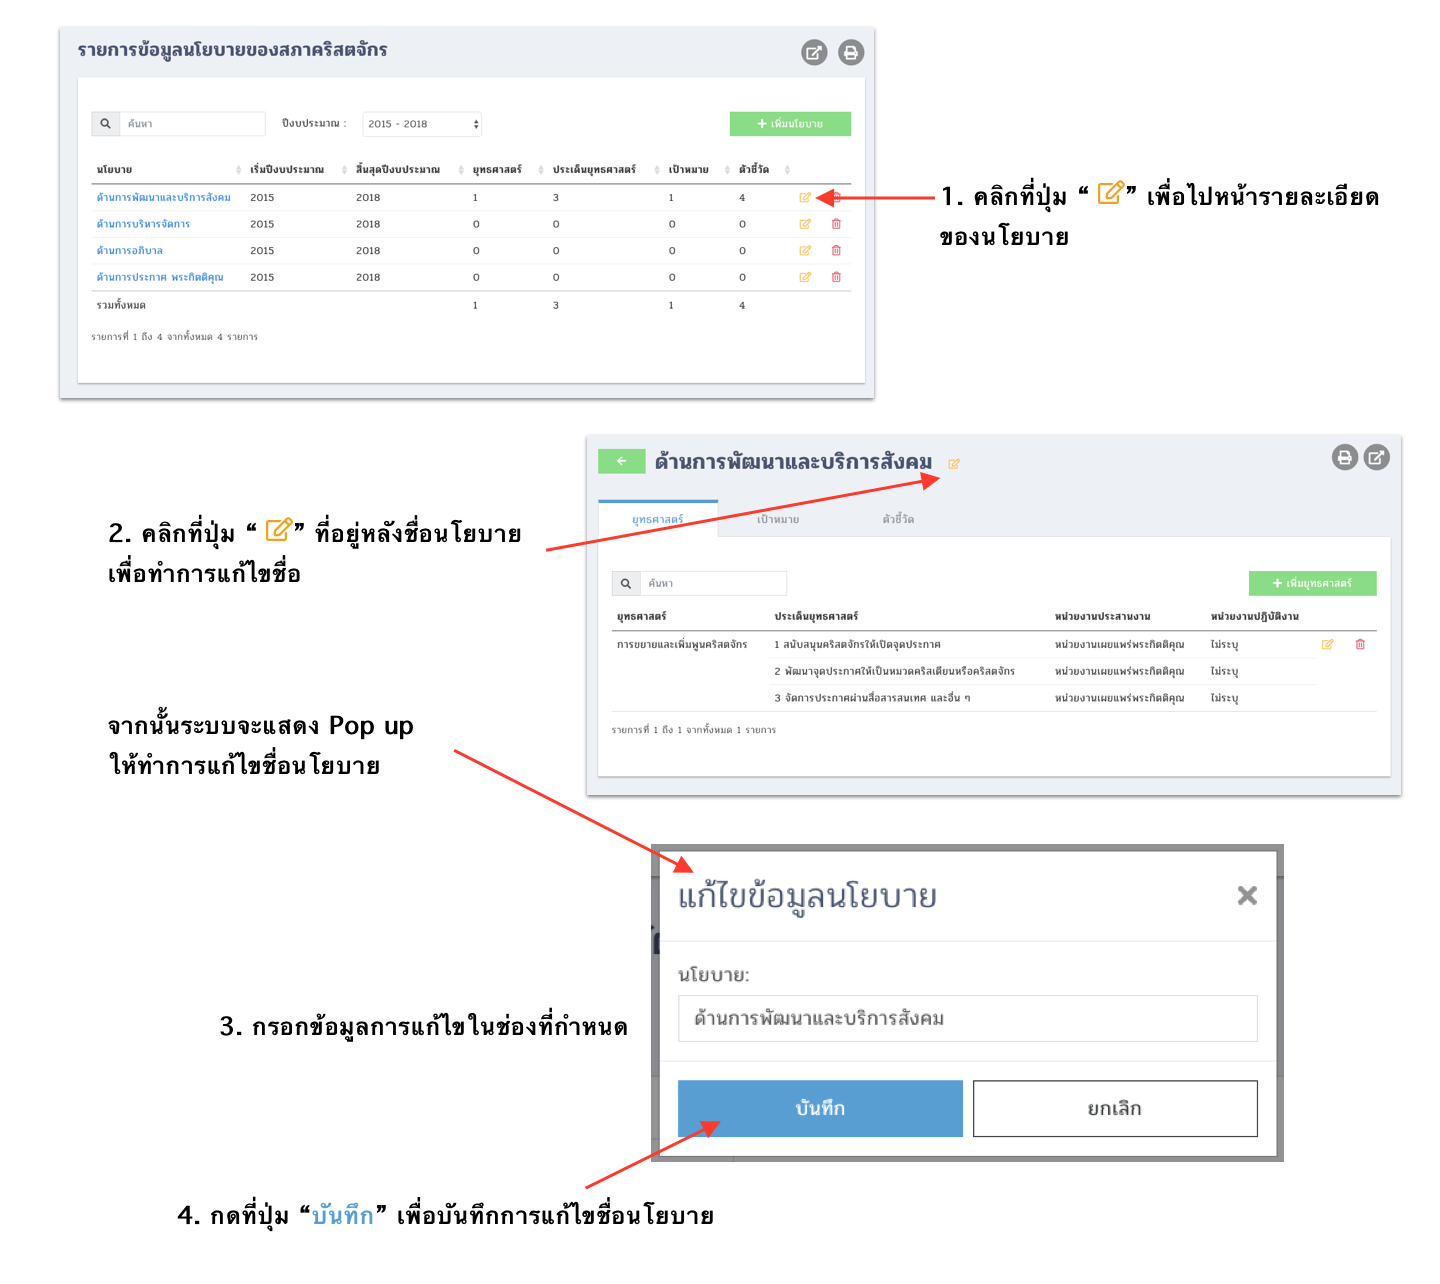 รายการข้อมูลนโยบายของสภาคริสตจักร
ค้นหา ปีงบประมาณ : 2015 - 2018 + เพิ่มนโยบาย
นโยบาย เริ่มปีงบประมาณ สิ้นสุดปีงบประมาณ ยุทธศาสตร์ ประเด็นยุทธศาสตร์ เป้าหมาย ตัวชี้วัด
ด้านการพัฒนาและบริการสังคม 2015 2018 1 3 1 4
ด้านการบริหารจัดการ 2015 2018 0 0 0 0
ด้านการอภิบาล 2015 2018 0 0 0 0
ด้านการประกาศ พระกิตติคุณ 2015 2018 0 0 0 0
รวมทั้งหมด 1 3 1 4
รายการที่ 1 ถึง 4 จากทั้งหมด 4 รายการ
1. คลิกที่ปุ่ม “ ” เพื่อไปหน้ารายละเอียด
ของนโยบาย
ด้านการพัฒนาและบริการสังคม
ยุทธศาสตร์ เป้าหมาย ตัวชี้วัด
ค้นหา + เพิ่มยุทธศาสตร์
ยุทธศาสตร์ ประเด็นยุทธศาสตร์ หน่วยงานประสานงาน หน่วยงานปฏิบัติงาน
การขยายและเพิ่มพูนคริสตจักร 1 สนับสนุนคริสตจักรให้เปิดจุดประกาศ หน่วยงานเผยแพร่พระกิตติคุณ ไม่ระบุ
2 พัฒนาจุดประกาศให้เป็นหมวดคริสเตียนหรือคริสตจักร หน่วยงานเผยแพร่พระกิตติคุณ ไม่ระบุ
3 จัดการประกาศผ่านสื่อสารสนเทศ และอื่น ๆ หน่วยงานเผยแพร่พระกิตติคุณ ไม่ระบุ
รายการที่ 1 ถึง 1 จากทั้งหมด 1 รายการ
2. คลิกที่ปุ่ม “ ” ที่อยู่หลังชื่อนโยบาย
เพื่อทำการแก้ไขชื่อ
จากนั้นระบบจะแสดง Pop up
ให้ทำการแก้ไขชื่อนโยบาย
แก้ไขข้อมูลนโยบาย
นโยบาย:
ด้านการพัฒนาและบริการสังคม
บันทึก ยกเลิก
3. กรอกข้อมูลการแก้ไขในช่องที่กำหนด
4. กดที่ปุ่ม “บันทึก” เพื่อบันทึกการแก้ไขชื่อนโยบาย